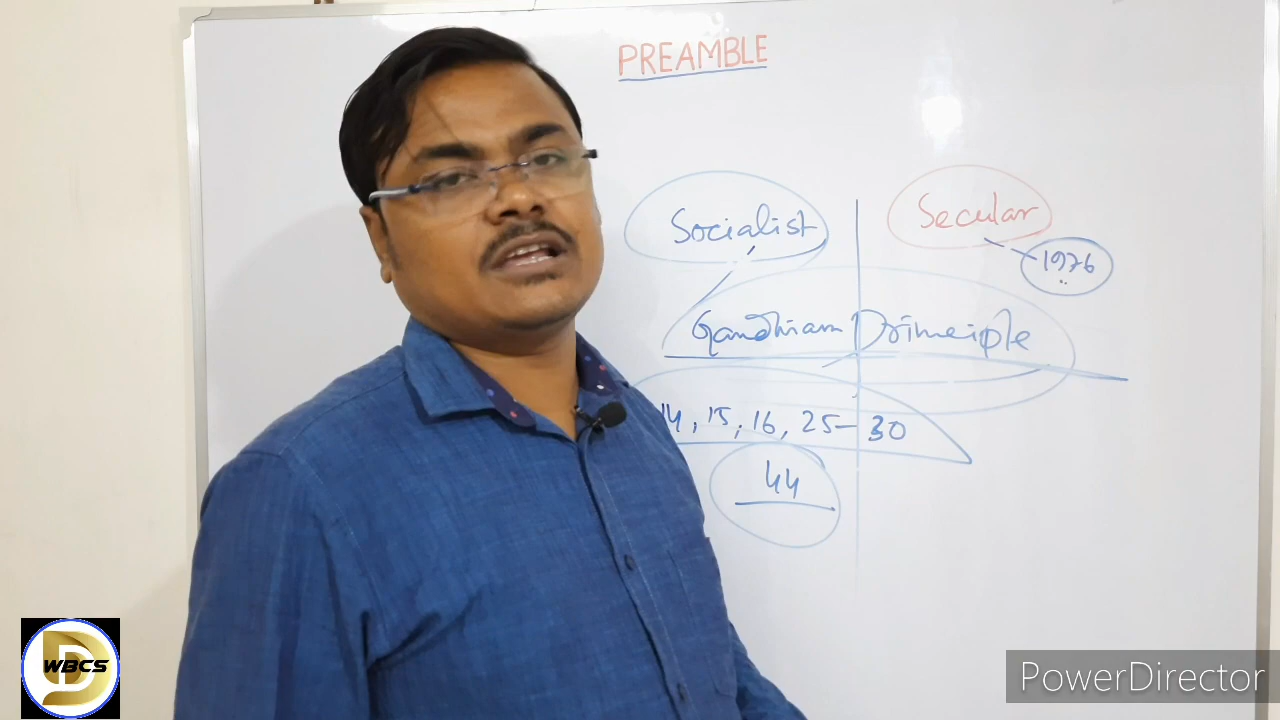 PREAMBLE
Socialist Secular
1976
Gandhian Principle
14, 15, 16, 25-30
44
WBCS
PowerDirector